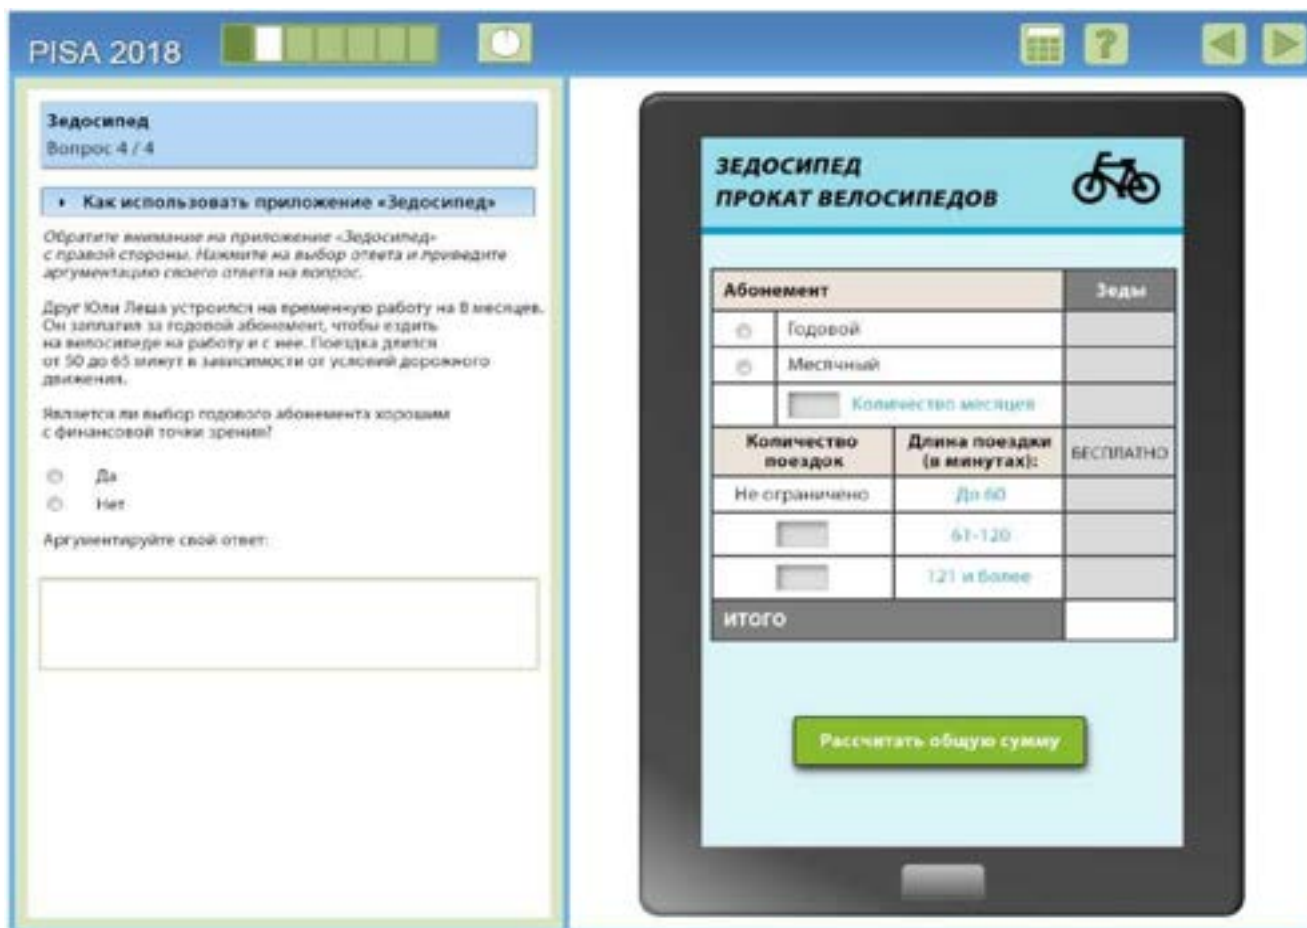 PISA 2018
Зедосипед
Вопрос 4 / 4
Как использовать приложение «Зедосипед»
Обратите внимание на приложение «Зедосипед»
с правой стороны. Нажмите на выбор ответа и приведите
аргументацию своего ответа на вопрос.
Друг Юли Леша устроился на временную работу на 8 месяцев.
Он заплатил за годовой абонемент, чтобы ездить
на велосипеде на работу и с нее. Поездка длится
от 50 до 65 минут в зависимости от условий дорожного
движения.
Является ли выбор годового абонемента хорошим
с финансовой точки зрения?
Да
Нет
Аргументируйте свой ответ:
ЗЕДОСИПЕД
ПРОКАТ ВЕЛОСИПЕДОВ
Абонемент Зеды
Годовой
Месячный
Количество месяцев
Количество поездок Длина поездки (в минутах): БЕСПЛАТНО
Не ограничено До 60
61-120
121 и более
ИТОГО
Рассчитать общую сумму